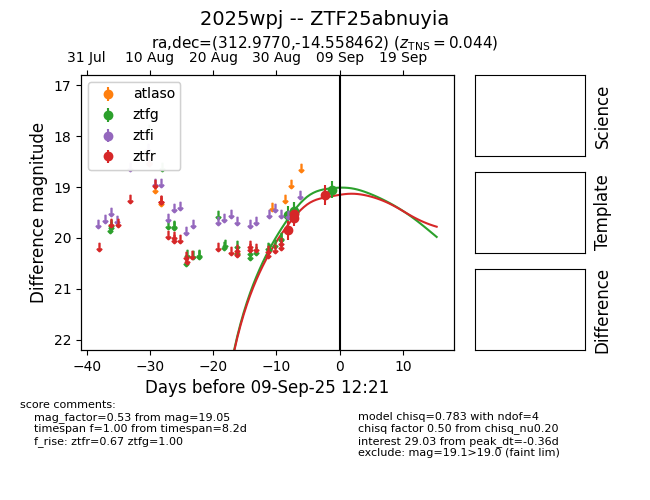 2025wpj -- ZTF25abnuyia
ra,dec=(312.9770,-14.558462) (z_TNS = 0.044)
31 Jul 10 Aug 20 Aug 30 Aug 09 Sep 19 Sep
atlaso
ztfg
ztfi
ztfr
17
18
19
20
21
22
Difference magnitude
−40 −30 −20 −10 0 10
Days before 09-Sep-25 12:21
Science
Template
Difference
score comments:
mag_factor=0.53 from mag=19.05
timespan f=1.00 from timespan=8.2d
f_rise: ztfr=0.67 ztfg=1.00
model chisq=0.783 with ndof=4
chisq factor 0.50 from chisq_nu0.20
interest 29.03 from peak_dt=-0.36d
exclude: mag=19.1>19.0 (faint lim)